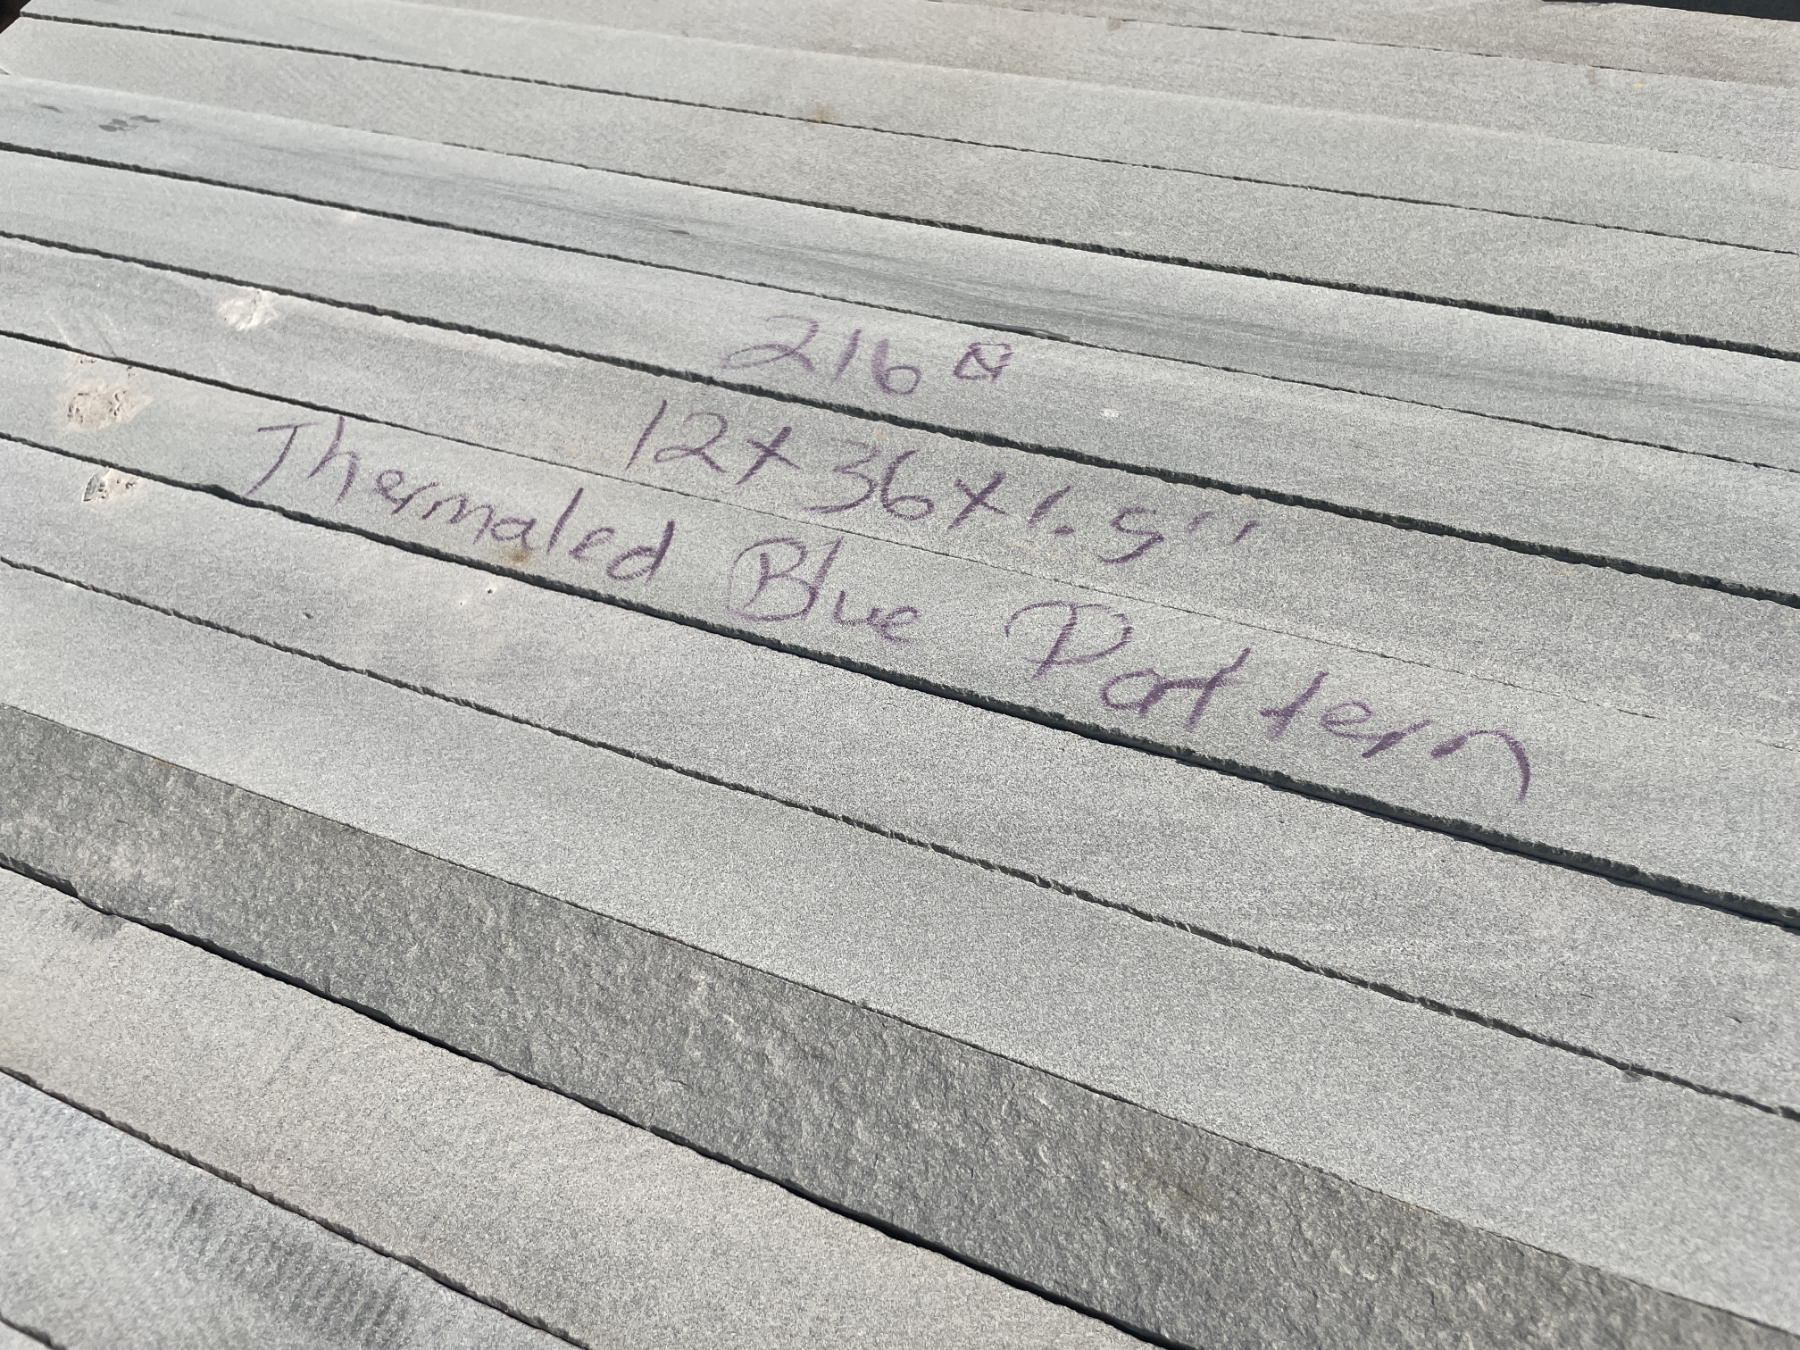 216 ⍁
12x36x1.5"
Thermaled Blue Pattern